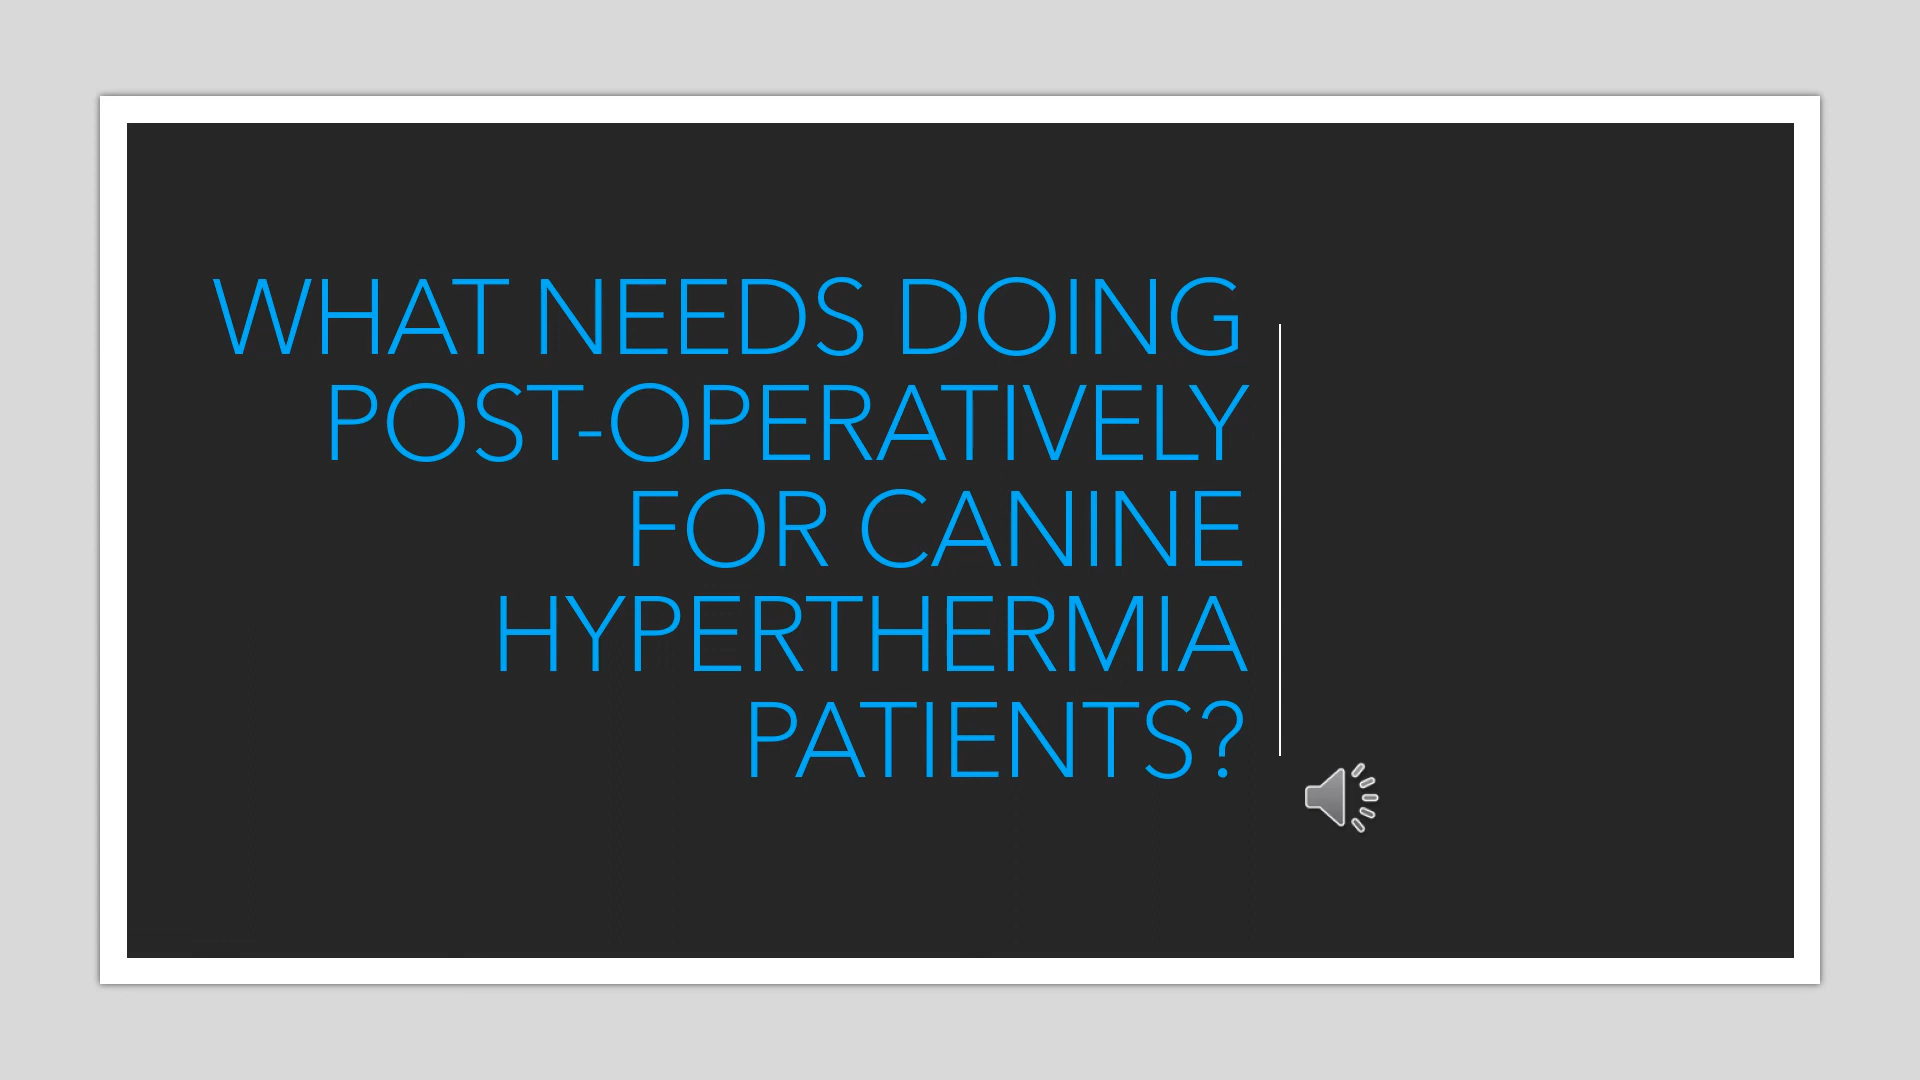 WHAT NEEDS DOING
POST-OPERATIVELY
FOR CANINE
HYPERTHERMIA
PATIENTS?